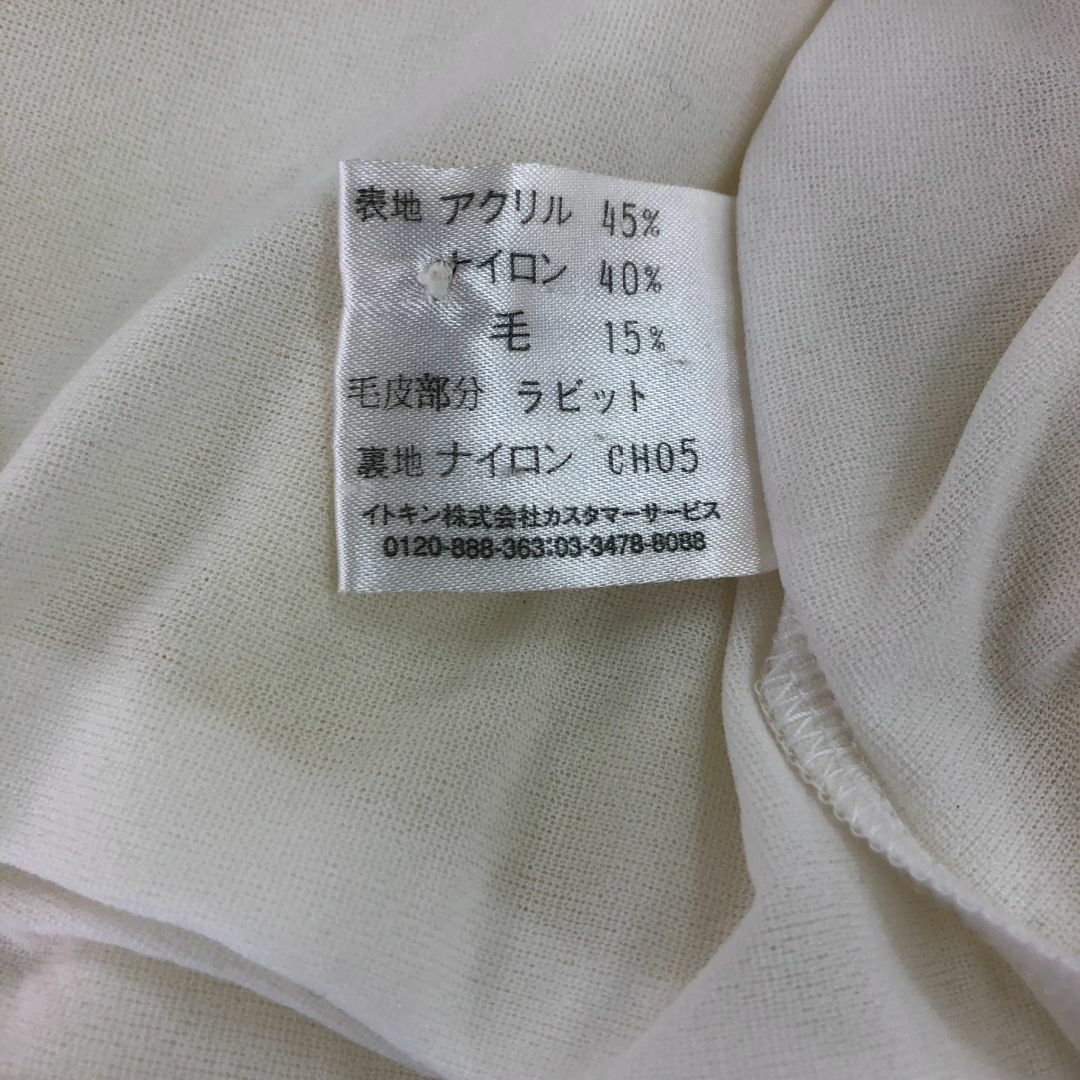 表地 アクリル 45%
ナイロン 40%
毛 15%
毛皮部分 ラビット
裏地 ナイロン CH05
イトキン株式会社カスタマーサービス
0120-888-363:03-3478-8088